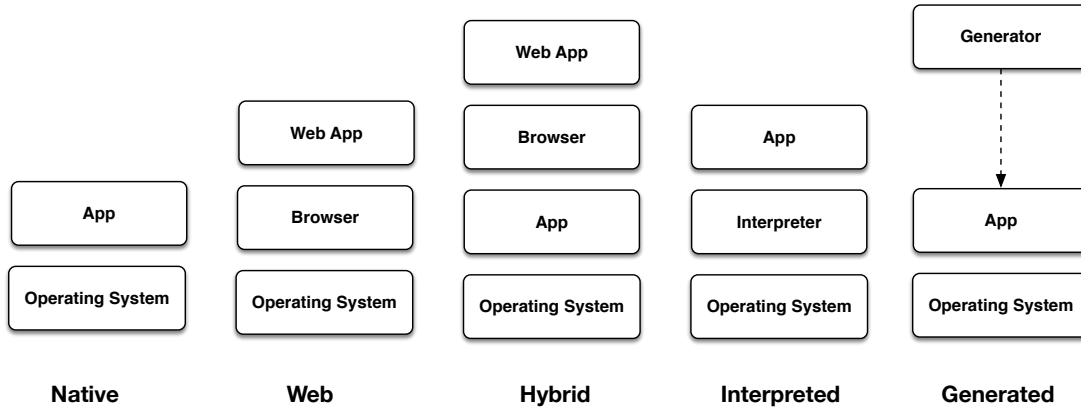 App
Operating System
Native
Web App
Browser
Operating System
Web
Web App
Browser
App
Operating System
Hybrid
App
Interpreter
Operating System
Interpreted
Generator
App
Operating System
Generated